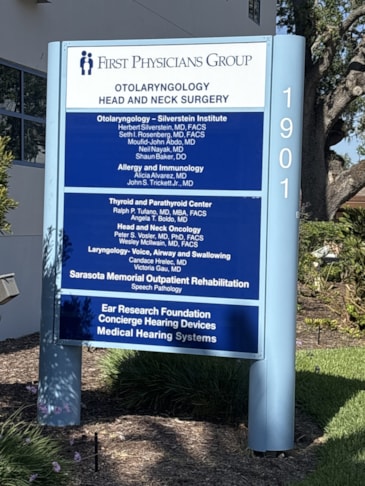 FIRST PHYSICIANS GROUP
OTOLARYNGOLOGY
HEAD AND NECK SURGERY
Otolaryngology – Silverstein Institute
Herbert Silverstein, MD, FACS
Seth I. Rosenberg, MD, FACS
Moufid-John Abdo, MD
Neil Nayak, MD
Shaun Baker, DO
Allergy and Immunology
Alicia Alvarez, MD
John S. Trickett Jr., MD
Thyroid and Parathyroid Center
Ralph P. Tufano, MD, MBA, FACS
Angela T. Boldo, MD
Head and Neck Oncology
Peter S. Vosler, MD, PhD, FACS
Wesley McIlwain, MD, FACS
Laryngology- Voice, Airway and Swallowing
Candace Hrelec, MD
Victoria Gau, MD
Sarasota Memorial Outpatient Rehabilitation
Speech Pathology
Ear Research Foundation
Concierge Hearing Devices
Medical Hearing Systems
1901